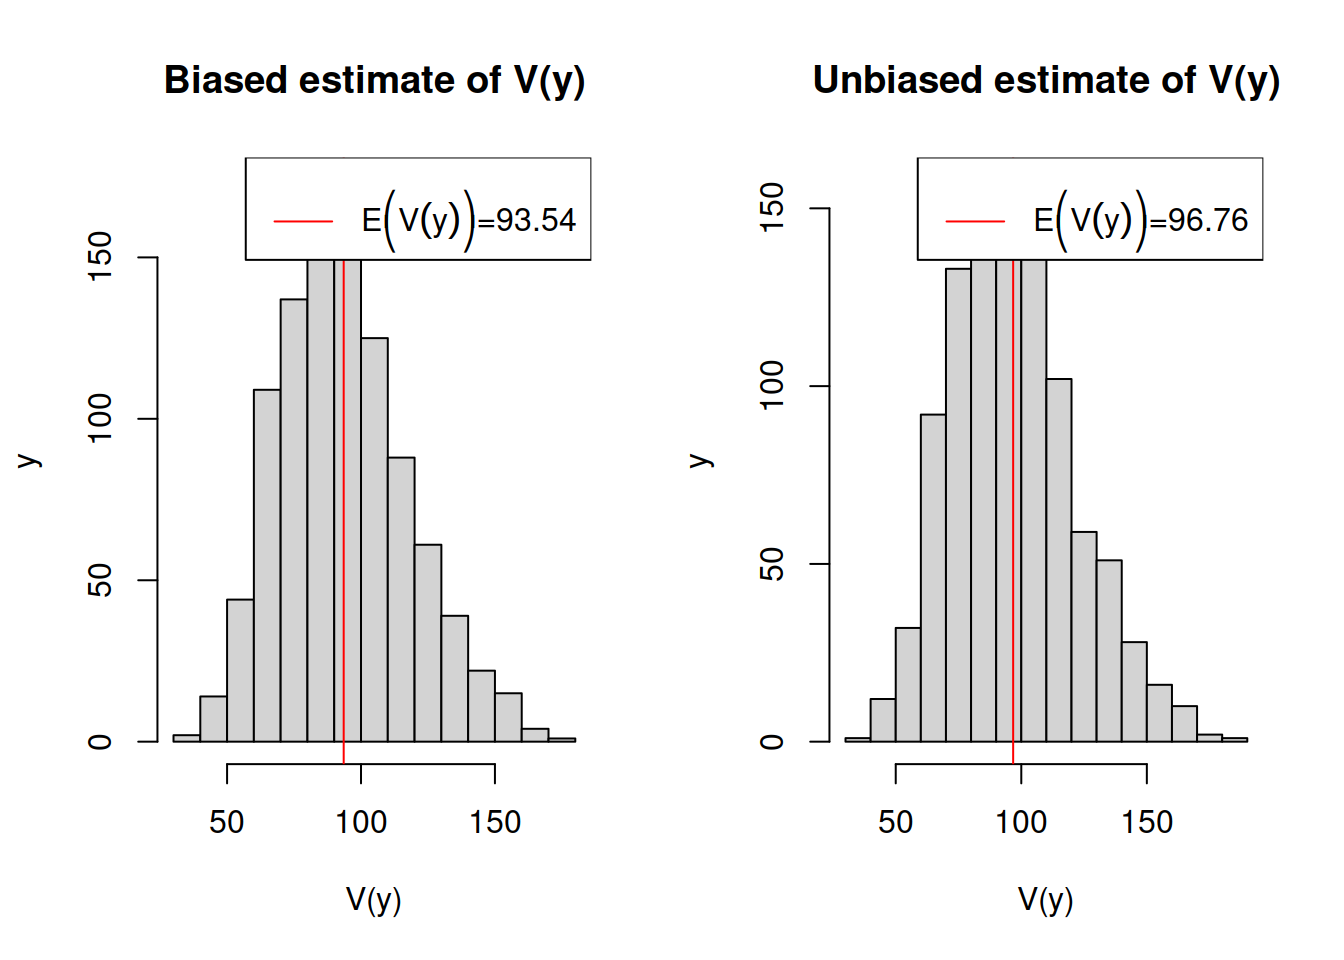 Biased estimate of V(y)
E(V(y))=93.54
y
0
50
100
150
50 100 150
V(y)
Unbiased estimate of V(y)
E(V(y))=96.76
y
0
50
100
150
50 100 150
V(y)